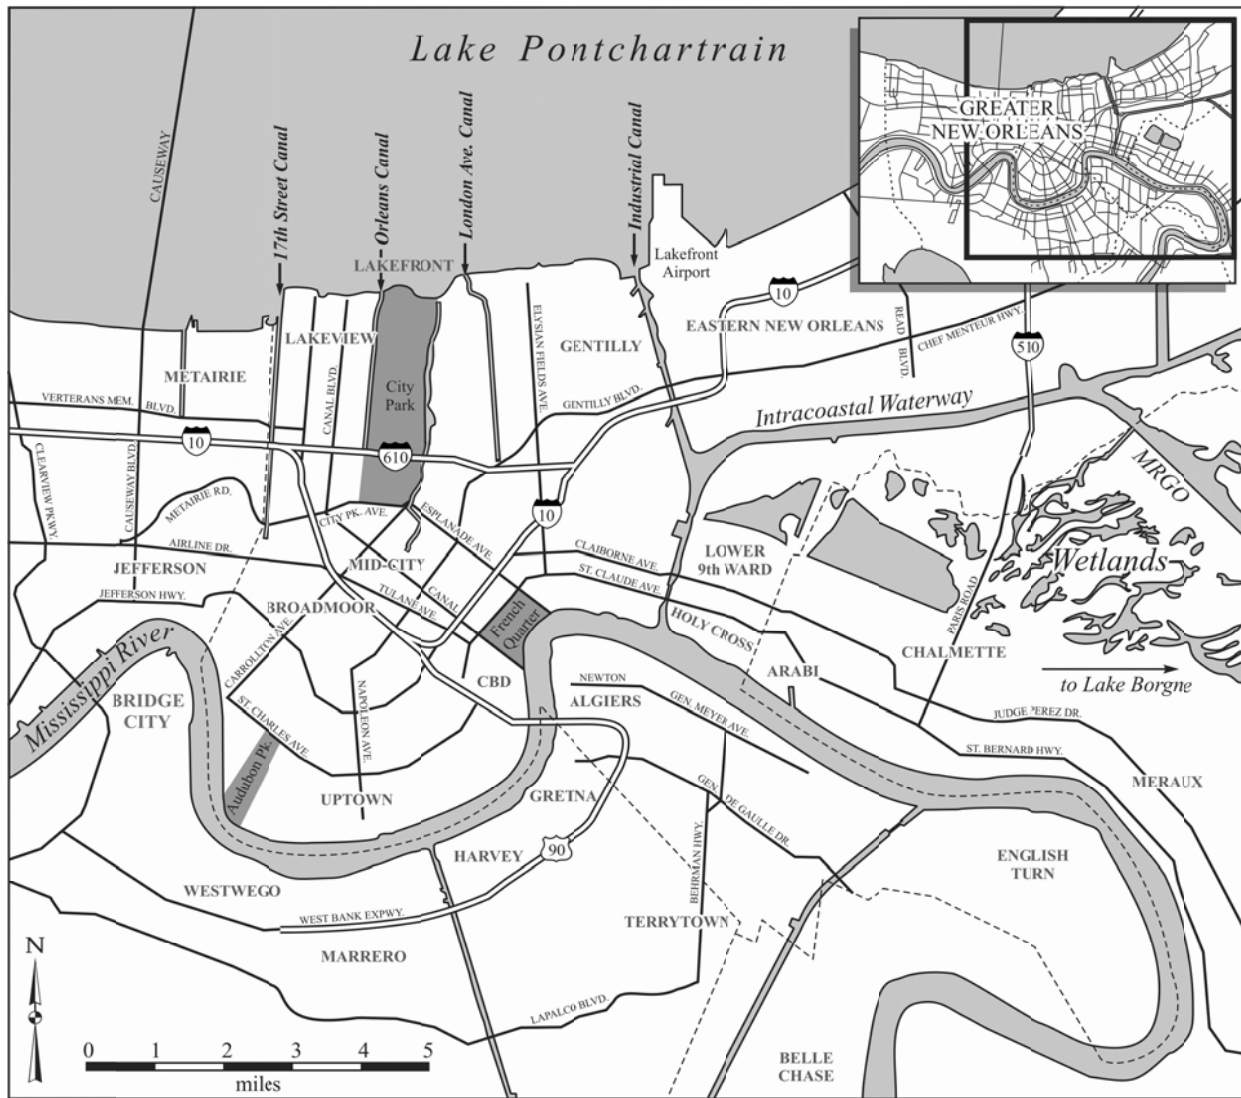 Lake Pontchartrain
GREATER
NEW ORLEANS
CAUSEWAY
17th Street Canal
Orleans Canal
London Ave. Canal
Industrial Canal
LAKEFRONT
Lakefront
Airport
10
EASTERN NEW ORLEANS
READ BLVD.
CHEF MENTEUR HWY.
510
LAKEVIEW
METAIRIE
GENTILLY
ELYSIAN FIELDS AVE.
CANAL BLVD.
City
Park
VERTERANS MEM. BLVD.
GINTILLY BLVD.
Intracoastal Waterway
MRGO
10
610
CLEARVIEW PKWY.
CAUSEWAY BLVD.
METAIRIE RD.
CITY PK. AVE.
ESPLANADE AVE.
10
AIRLINE DR.
JEFFERSON
MID-CITY
CLAIBORNE AVE.
LOWER
9th WARD
Wetlands
JEFFERSON HWY.
BROADMOOR
TULANE AVE.
CANAL
ST. CLAUDE AVE.
French
Quarter
HOLY CROSS
PARIS ROAD
Mississippi River
CARROLLTON AVE.
CHALMETTE
ARABI
to Lake Borgne
BRIDGE
CITY
ST. CHARLES AVE.
NAPOLEON AVE.
CBD
NEWTON
ALGIERS
GEN. MEYER AVE.
JUDGE PEREZ DR.
ST. BERNARD HWY.
Audubon Pk.
UPTOWN
GRETNA
GEN. DE GAULLE DR.
MERAUX
HARVEY
90
BEHRMAN HWY.
ENGLISH
TURN
WESTWEGO
WEST BANK EXPWY.
TERRYTOWN
MARRERO
N
LAPALCO BLVD.
0 1 2 3 4 5
miles
BELLE
CHASE